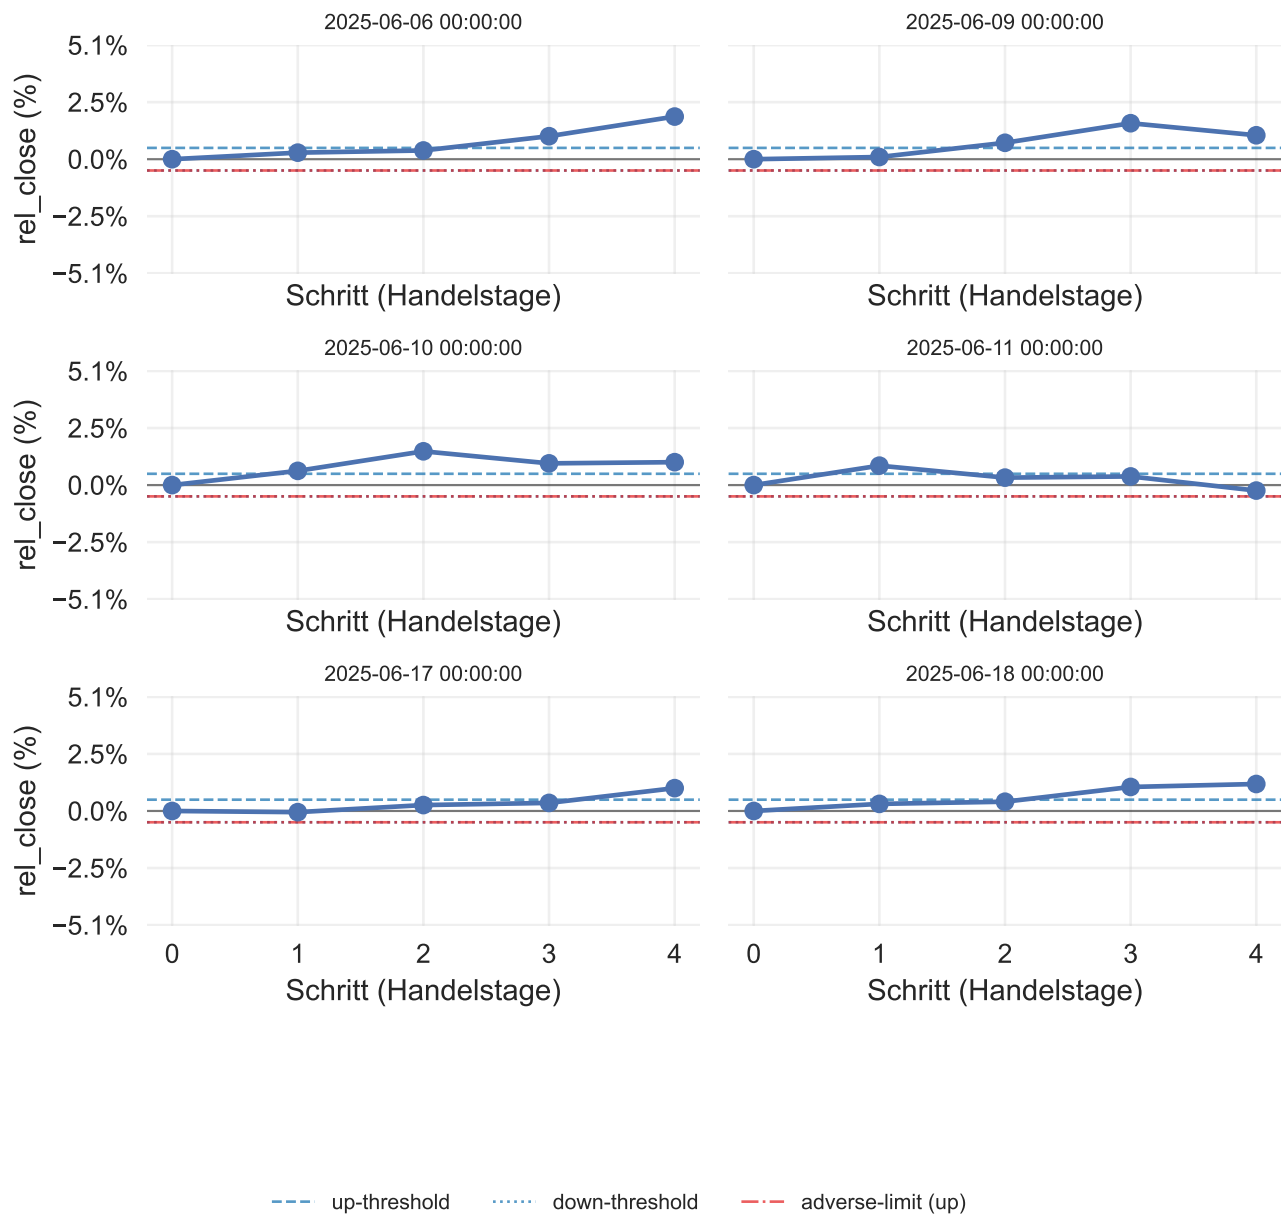 2025-06-06 00:00:00
2025-06-09 00:00:00
5.1%
2.5%
0.0%
−2.5%
−5.1%
rel_close (%)
Schritt (Handelstage)
Schritt (Handelstage)
2025-06-10 00:00:00
2025-06-11 00:00:00
5.1%
2.5%
0.0%
−2.5%
−5.1%
rel_close (%)
Schritt (Handelstage)
Schritt (Handelstage)
2025-06-17 00:00:00
2025-06-18 00:00:00
5.1%
2.5%
0.0%
−2.5%
−5.1%
rel_close (%)
0 1 2 3 4
0 1 2 3 4
Schritt (Handelstage)
Schritt (Handelstage)
up-threshold down-threshold adverse-limit (up)